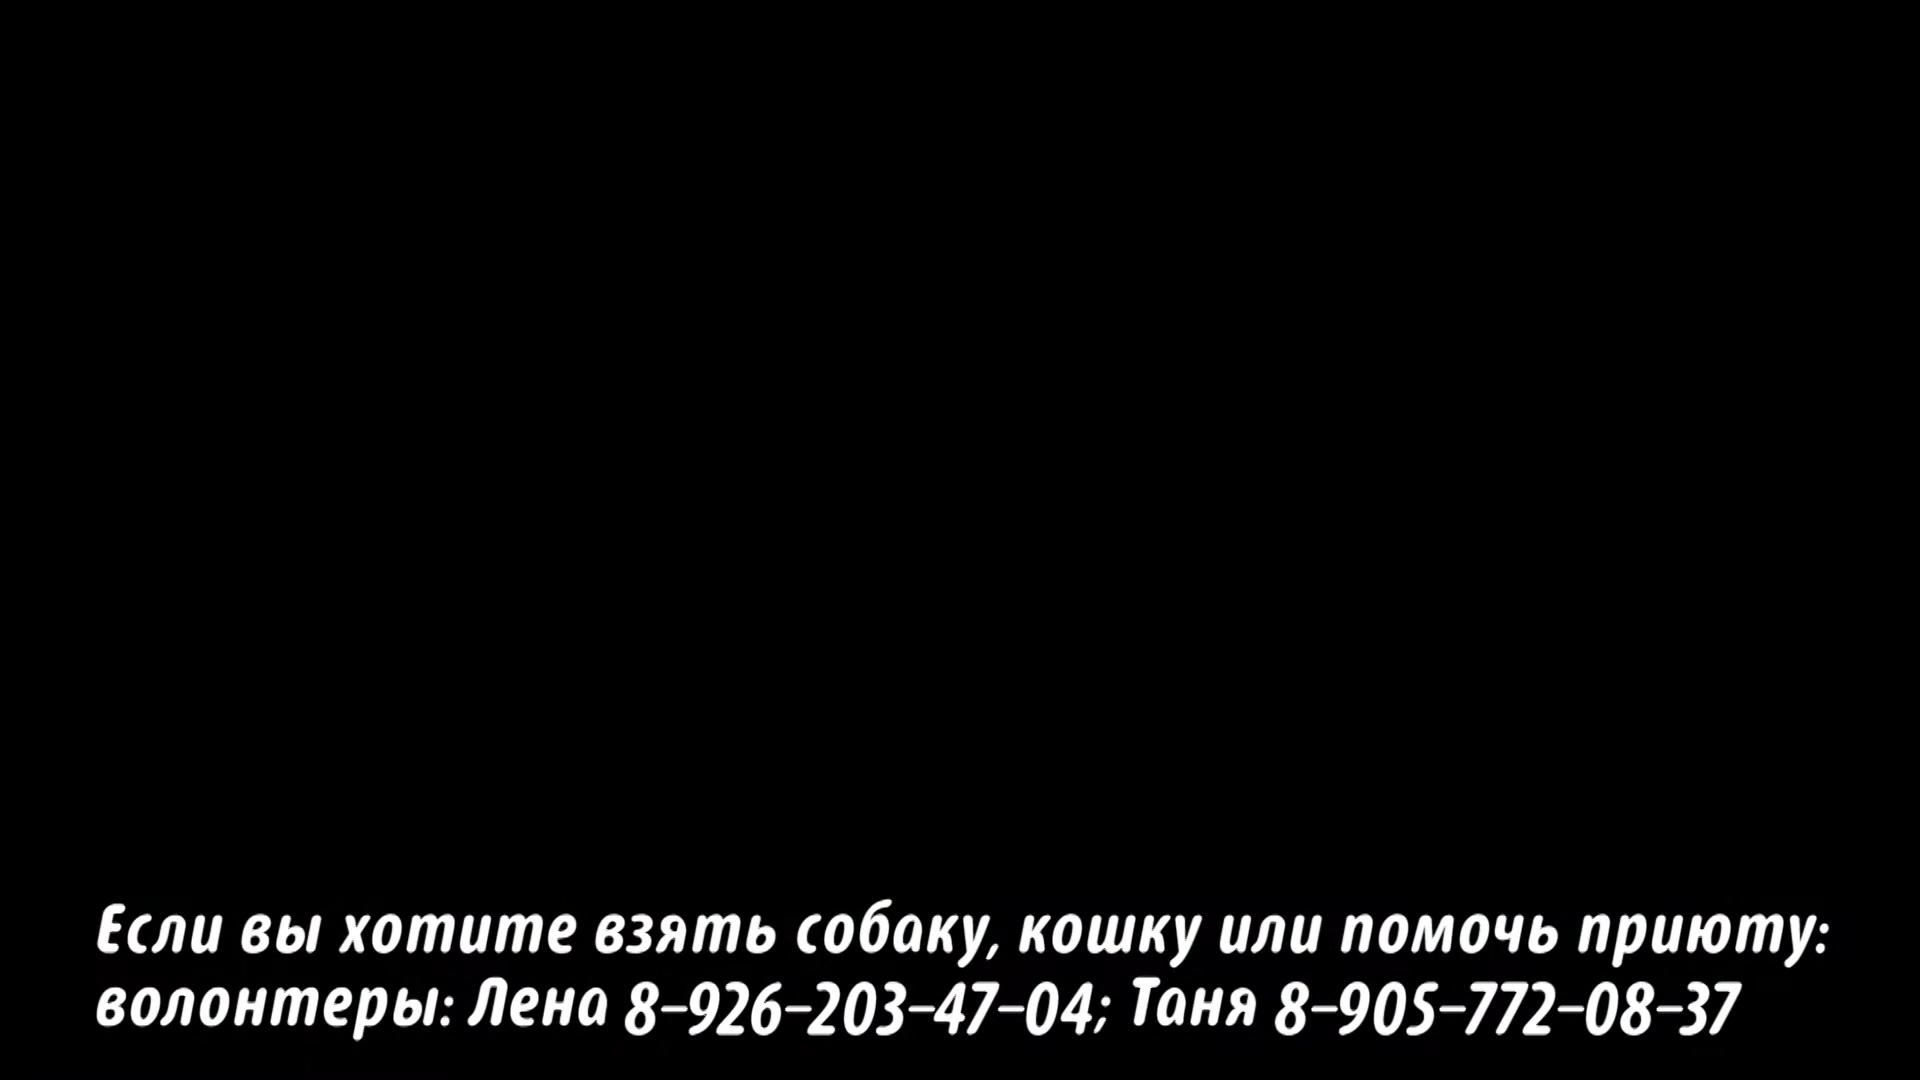 Если вы хотите взять собаку, кошку или помочь приюту:
волонтеры: Лена 8-926-203-47-04; Таня 8-905-772-08-37